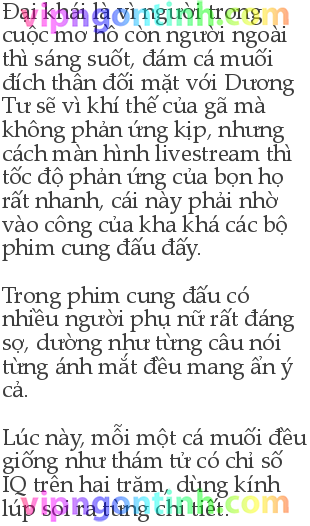 Đại khái là vì người trong
cuộc mơ hồ còn người ngoài
thì sáng suốt, đám cá muối
đích thân đối mặt với Dương
Tư sẽ vì khí thế của gã mà
không phản ứng kịp, nhưng
cách màn hình livestream thì
tốc độ phản ứng của bọn họ
rất nhanh, cái này phải nhờ
vào công của kha khá các bộ
phim cung đấu đấy.
Trong phim cung đấu có
nhiều người phụ nữ rất đáng
sợ, dường như từng câu nói
từng ánh mắt đều mang ẩn ý
cả.
Lúc này, mỗi một cá muối đều
giống như thám tử có chỉ số
IQ trên hai trăm, dùng kính
lúp soi ra từng chi tiết.
vipngontinh.com
vipngontinh.com